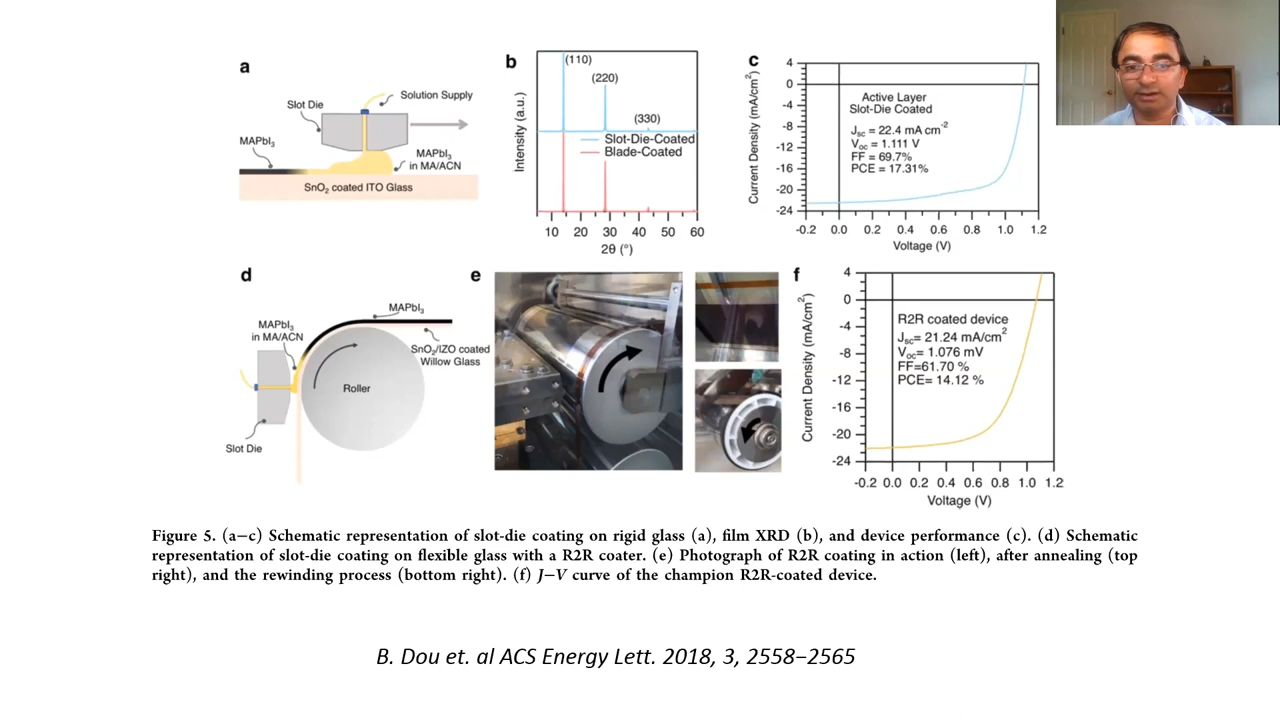 a
Slot Die
Solution Supply
MAPbI3
MAPbI3
in MA/ACN
SnO2 coated ITO Glass
b
Intensity (a.u.)
(110)
(220)
(330)
Slot-Die-Coated
Blade-Coated
10 20 30 40 50 60
2θ (°)
c
Current Density (mA/cm2)
4
0
-4
-8
-12
-16
-20
-24
Active Layer
Slot-Die Coated
Jsc = 22.4 mA cm-2
Voc = 1.111 V
FF = 69.7%
PCE = 17.31%
-0.2 0.0 0.2 0.4 0.6 0.8 1.0 1.2
Voltage (V)
d
MAPbI3
MAPbI3
in MA/ACN
SnO2/IZO coated
Willow Glass
Roller
Slot Die
e
f
Current Density (mA/cm2)
4
0
-4
-8
-12
-16
-20
-24
R2R coated device
Jsc= 21.24 mA/cm2
Voc= 1.076 mV
FF=61.70 %
PCE= 14.12 %
-0.2 0.0 0.2 0.4 0.6 0.8 1.0 1.2
Voltage (V)
Figure 5. (a−c) Schematic representation of slot-die coating on rigid glass (a), film XRD (b), and device performance (c). (d) Schematic
representation of slot-die coating on flexible glass with a R2R coater. (e) Photograph of R2R coating in action (left), after annealing (top
right), and the rewinding process (bottom right). (f) J−V curve of the champion R2R-coated device.
B. Dou et. al ACS Energy Lett. 2018, 3, 2558−2565